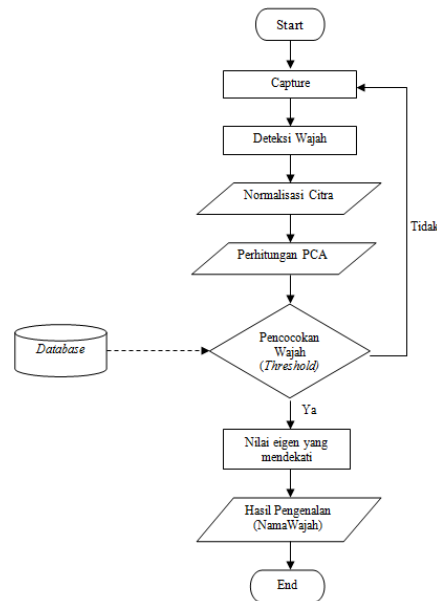 Start
Capture
Deteksi Wajah
Normalisasi Citra
Tidak
Perhitungan PCA
Database
Pencocokan
Wajah
(Threshold)
Ya
Nilai eigen yang
mendekati
Hasil Pengenalan
(NamaWajah)
End